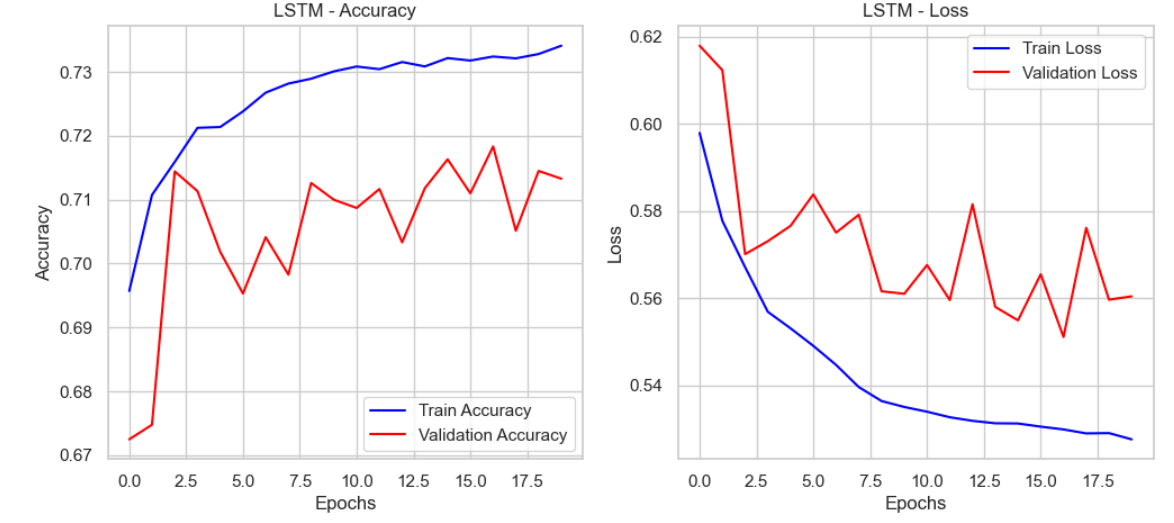 LSTM - Accuracy
0.73
0.72
0.71
0.70
0.69
0.68
0.67
Accuracy
Train Accuracy
Validation Accuracy
0.0 2.5 5.0 7.5 10.0 12.5 15.0 17.5
Epochs
LSTM - Loss
0.62
0.60
0.58
0.56
0.54
Loss
Train Loss
Validation Loss
0.0 2.5 5.0 7.5 10.0 12.5 15.0 17.5
Epochs